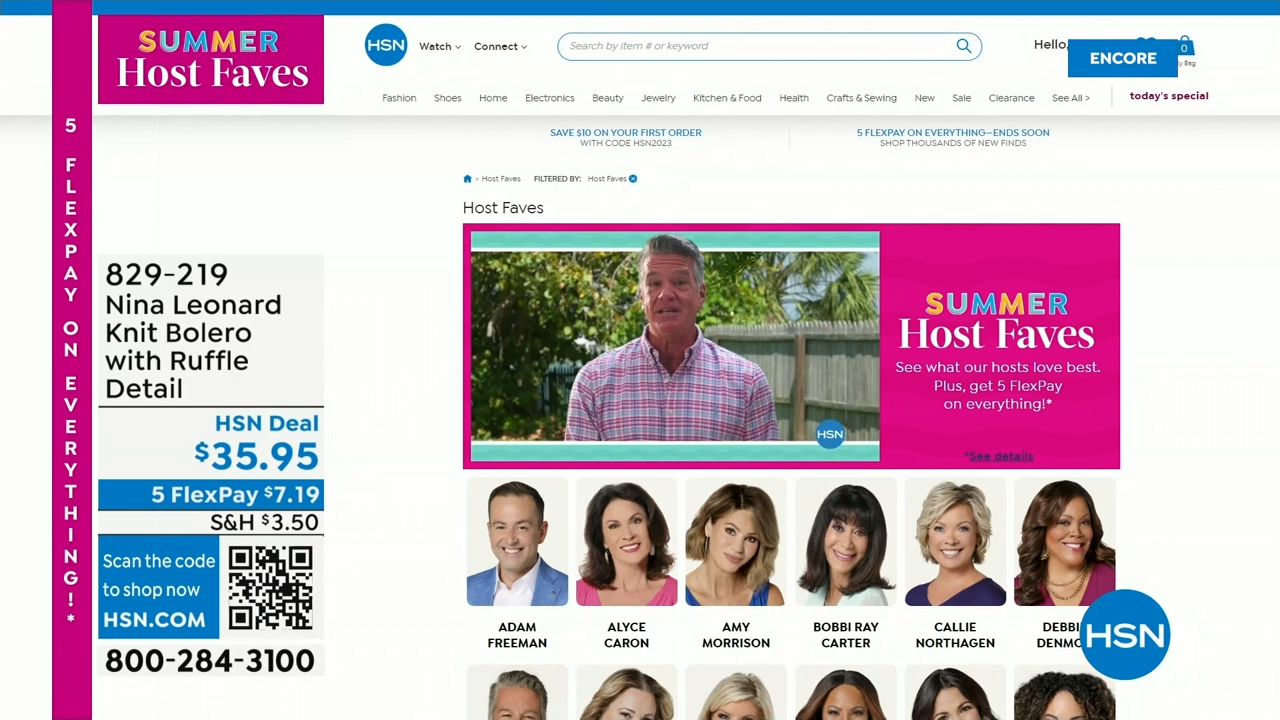 SUMMER
Host Faves
5 FLEXPAY ON EVERYTHING!*
829-219
Nina Leonard
Knit Bolero
with Ruffle
Detail
HSN Deal
$35.95
5 FlexPay $7.19
S&H $3.50
Scan the code
to shop now
HSN.COM
800-284-3100
HSN
Watch
Connect
Search by item # or keyword
Hello,
ENCORE
0
Bag
Fashion
Shoes
Home
Electronics
Beauty
Jewelry
Kitchen & Food
Health
Crafts & Sewing
New
Sale
Clearance
See All >
today's special
SAVE $10 ON YOUR FIRST ORDER
WITH CODE HSN2023
5 FLEXPAY ON EVERYTHING—ENDS SOON
SHOP THOUSANDS OF NEW FINDS
> Host Faves
FILTERED BY: Host Faves
Host Faves
HSN
SUMMER
Host Faves
See what our hosts love best.
Plus, get 5 FlexPay
on everything!*
*See details
ADAM
FREEMAN
ALYCE
CARON
AMY
MORRISON
BOBBI RAY
CARTER
CALLIE
NORTHAGEN
HSN